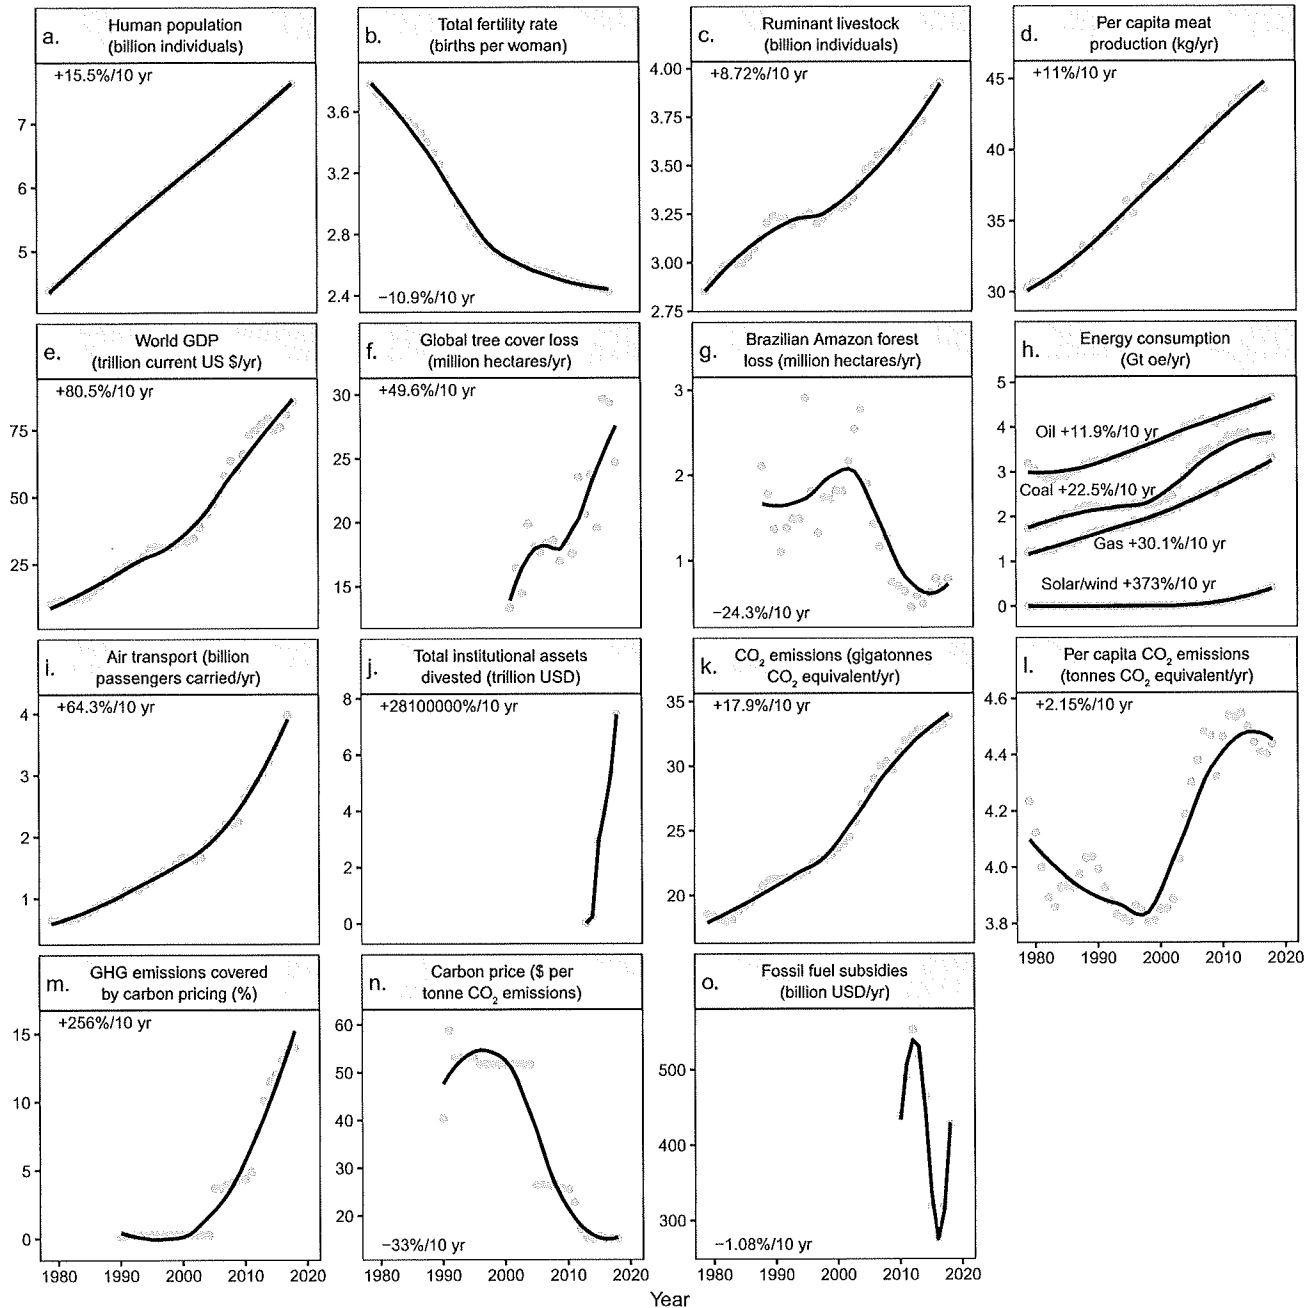 a. Human population
(billion individuals)
+15.5%/10 yr
7
6
5
b. Total fertility rate
(births per woman)
3.6
3.2
2.8
2.4
−10.9%/10 yr
c. Ruminant livestock
(billion individuals)
+8.72%/10 yr
4.00
3.75
3.50
3.25
3.00
2.75
d. Per capita meat
production (kg/yr)
+11%/10 yr
45
40
35
30
e. World GDP
(trillion current US $/yr)
+80.5%/10 yr
75
50
25
f. Global tree cover loss
(million hectares/yr)
+49.6%/10 yr
30
25
20
15
g. Brazilian Amazon forest
loss (million hectares/yr)
3
2
1
−24.3%/10 yr
h. Energy consumption
(Gt oe/yr)
5
4
3
2
1
0
Oil +11.9%/10 yr
Coal +22.5%/10 yr
Gas +30.1%/10 yr
Solar/wind +373%/10 yr
i. Air transport (billion
passengers carried/yr)
+64.3%/10 yr
4
3
2
1
j. Total institutional assets
divested (trillion USD)
+28100000%/10 yr
8
6
4
2
0
k. CO₂ emissions (gigatonnes
CO₂ equivalent/yr)
+17.9%/10 yr
35
30
25
20
l. Per capita CO₂ emissions
(tonnes CO₂ equivalent/yr)
+2.15%/10 yr
4.6
4.4
4.2
4.0
3.8
1980 1990 2000 2010 2020
m. GHG emissions covered
by carbon pricing (%)
+256%/10 yr
15
10
5
0
1980 1990 2000 2010 2020
n. Carbon price ($ per
tonne CO₂ emissions)
60
50
40
30
20
−33%/10 yr
1980 1990 2000 2010 2020
o. Fossil fuel subsidies
(billion USD/yr)
500
400
300
−1.08%/10 yr
1980 1990 2000 2010 2020
Year